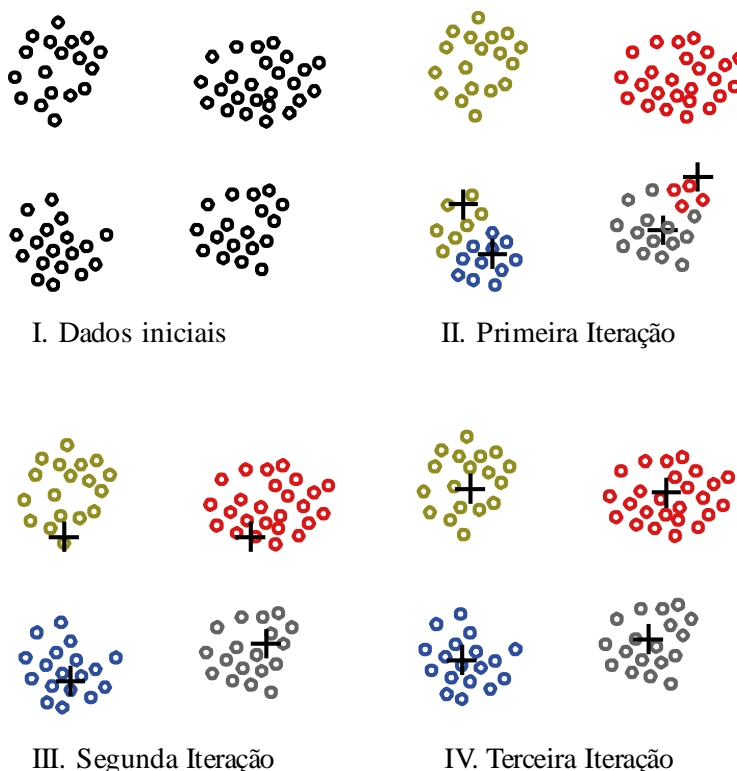 I. Dados iniciais
II. Primeira Iteração
III. Segunda Iteração
IV. Terceira Iteração